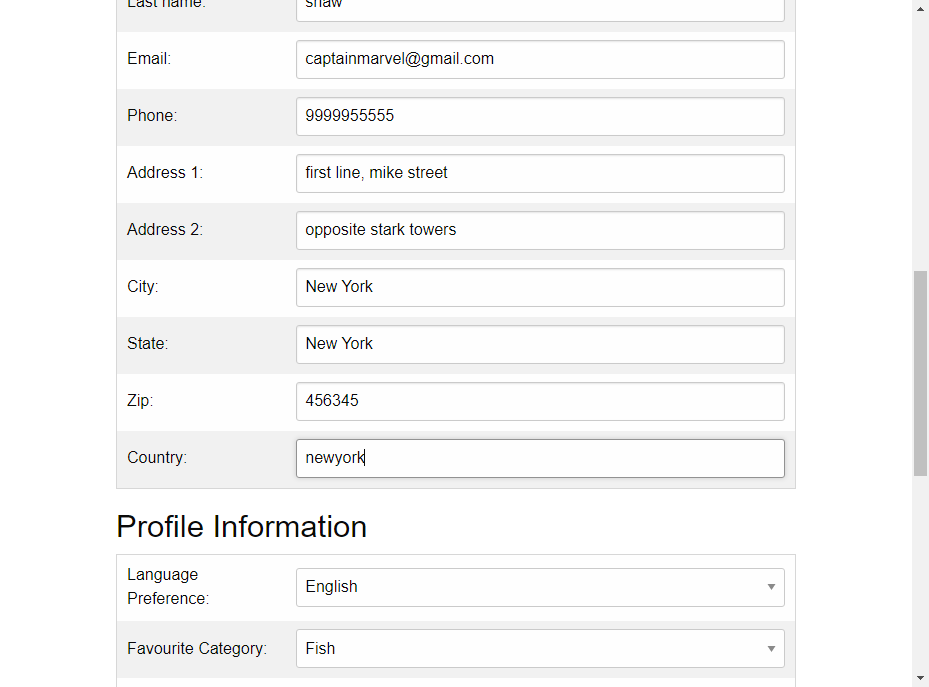 Last name: shaw
Email: captainmarvel@gmail.com
Phone: 9999955555
Address 1: first line, mike street
Address 2: opposite stark towers
City: New York
State: New York
Zip: 456345
Country: newyork
Profile Information
Language
Preference: English
Favourite Category: Fish